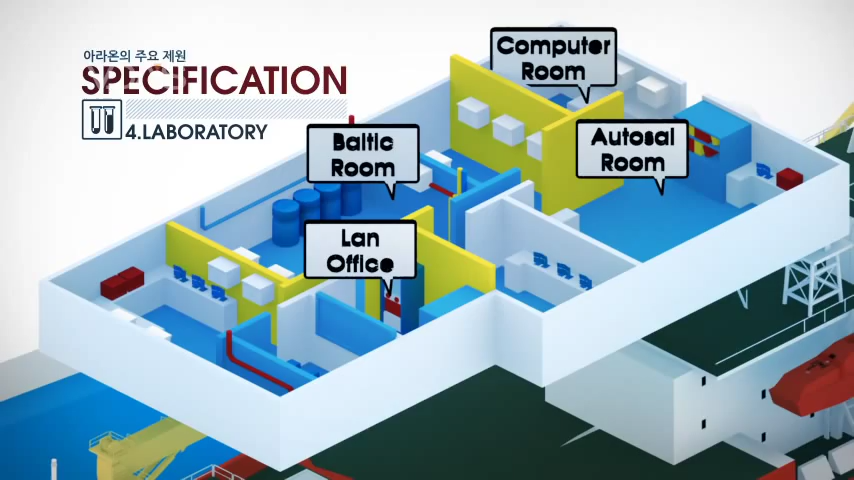 아라온의 주요 제원
SPECIFICATION
4.LABORATORY
Computer
Room
Baltic
Room
Autosal
Room
Lan
Office